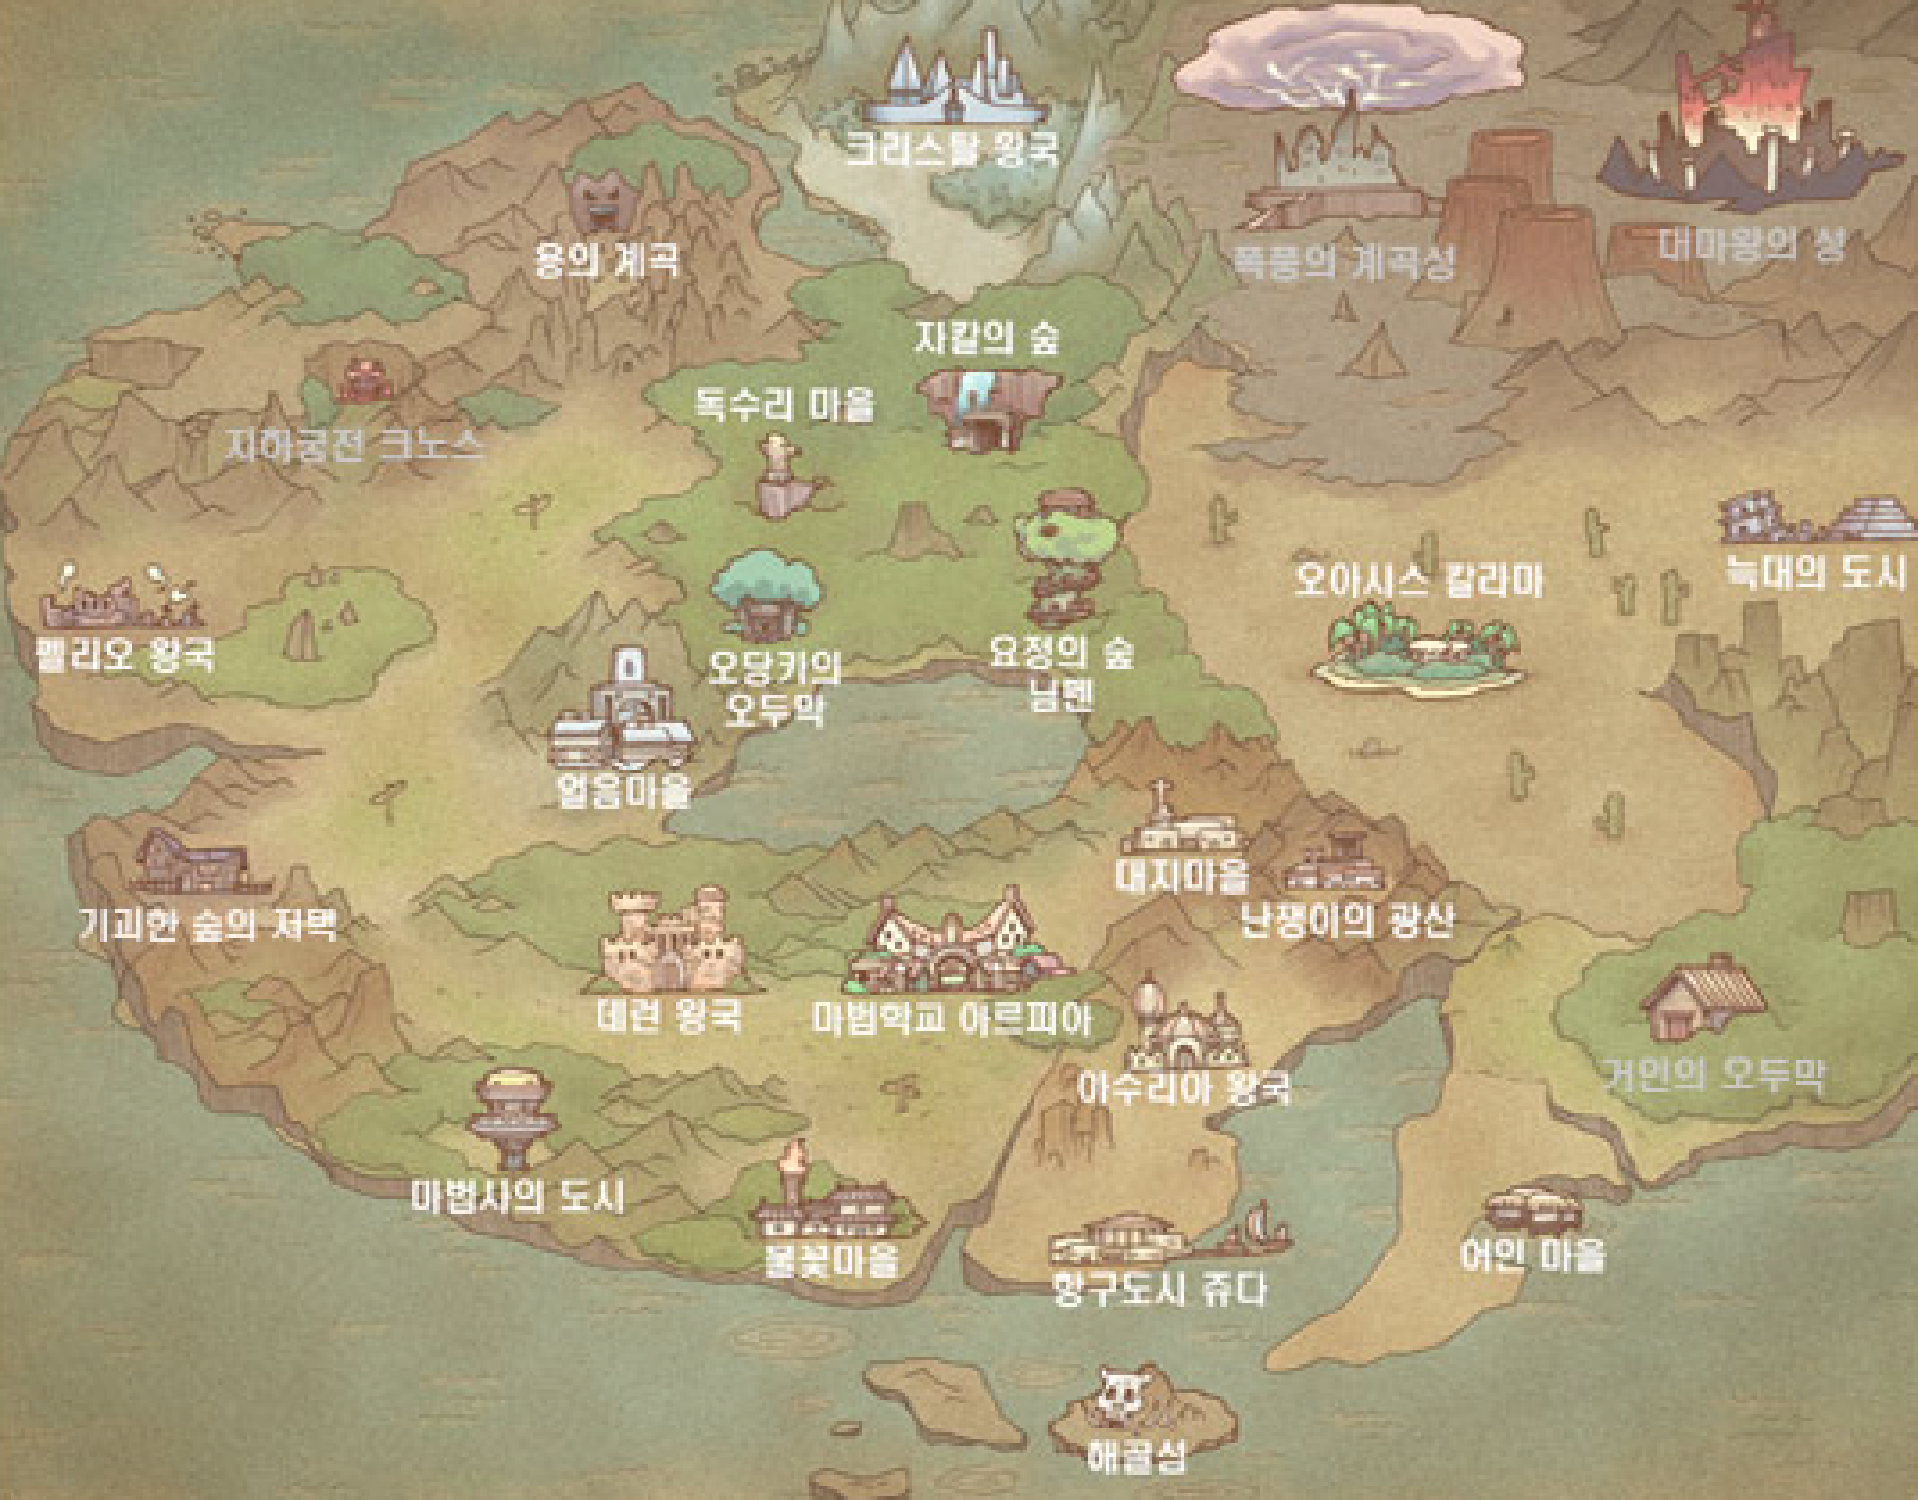 크리스탈 왕국
용의 계곡
폭풍의 계곡성
대마왕의 성
자칼의 숲
독수리 마을
지하궁전 크노스
오아시스 칼라마
늑대의 도시
펠리오 왕국
오당키의
오두막
요정의 숲
님펜
얼음마을
대지마을
난쟁이의 광산
기괴한 숲의 저택
데런 왕국
마법학교 아르피아
아수리아 왕국
거인의 오두막
마법사의 도시
불꽃마을
항구도시 쥬다
어인 마을
해골섬